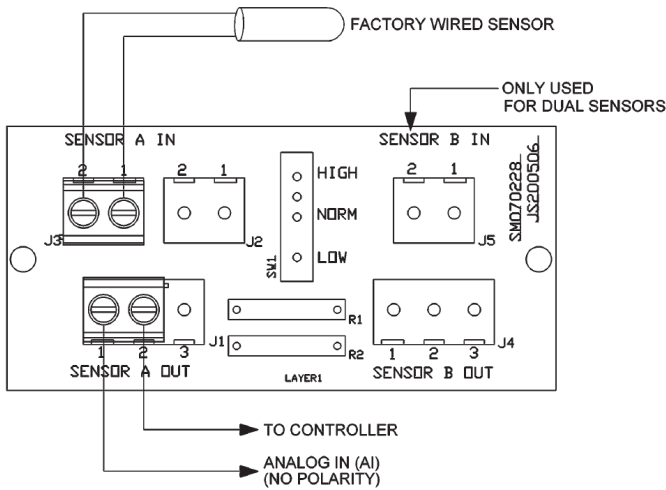 FACTORY WIRED SENSOR
ONLY USED
FOR DUAL SENSORS
SENSOR A IN
SENSOR B IN
2 1
2 1
2 1
HIGH
NORM
LOW
SW1
J3
J2
J5
SM070228
JS200506
J1
R1
R2
J4
1 2 3
1 2 3
SENSOR A OUT
SENSOR B OUT
LAYER1
TO CONTROLLER
ANALOG IN (AI)
(NO POLARITY)